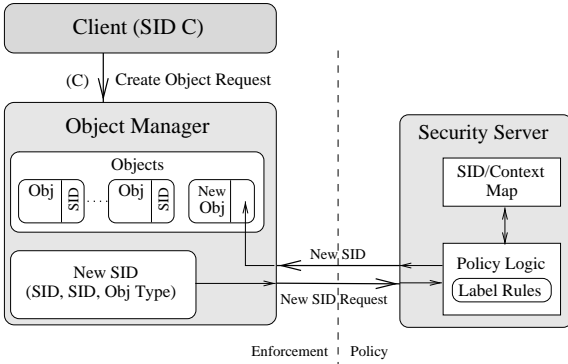 Client (SID C)
(C) Create Object Request
Object Manager
Objects
Obj SID ..... Obj SID New Obj
New SID
(SID, SID, Obj Type)
New SID
New SID Request
Security Server
SID/Context
Map
Policy Logic
Label Rules
Enforcement Policy